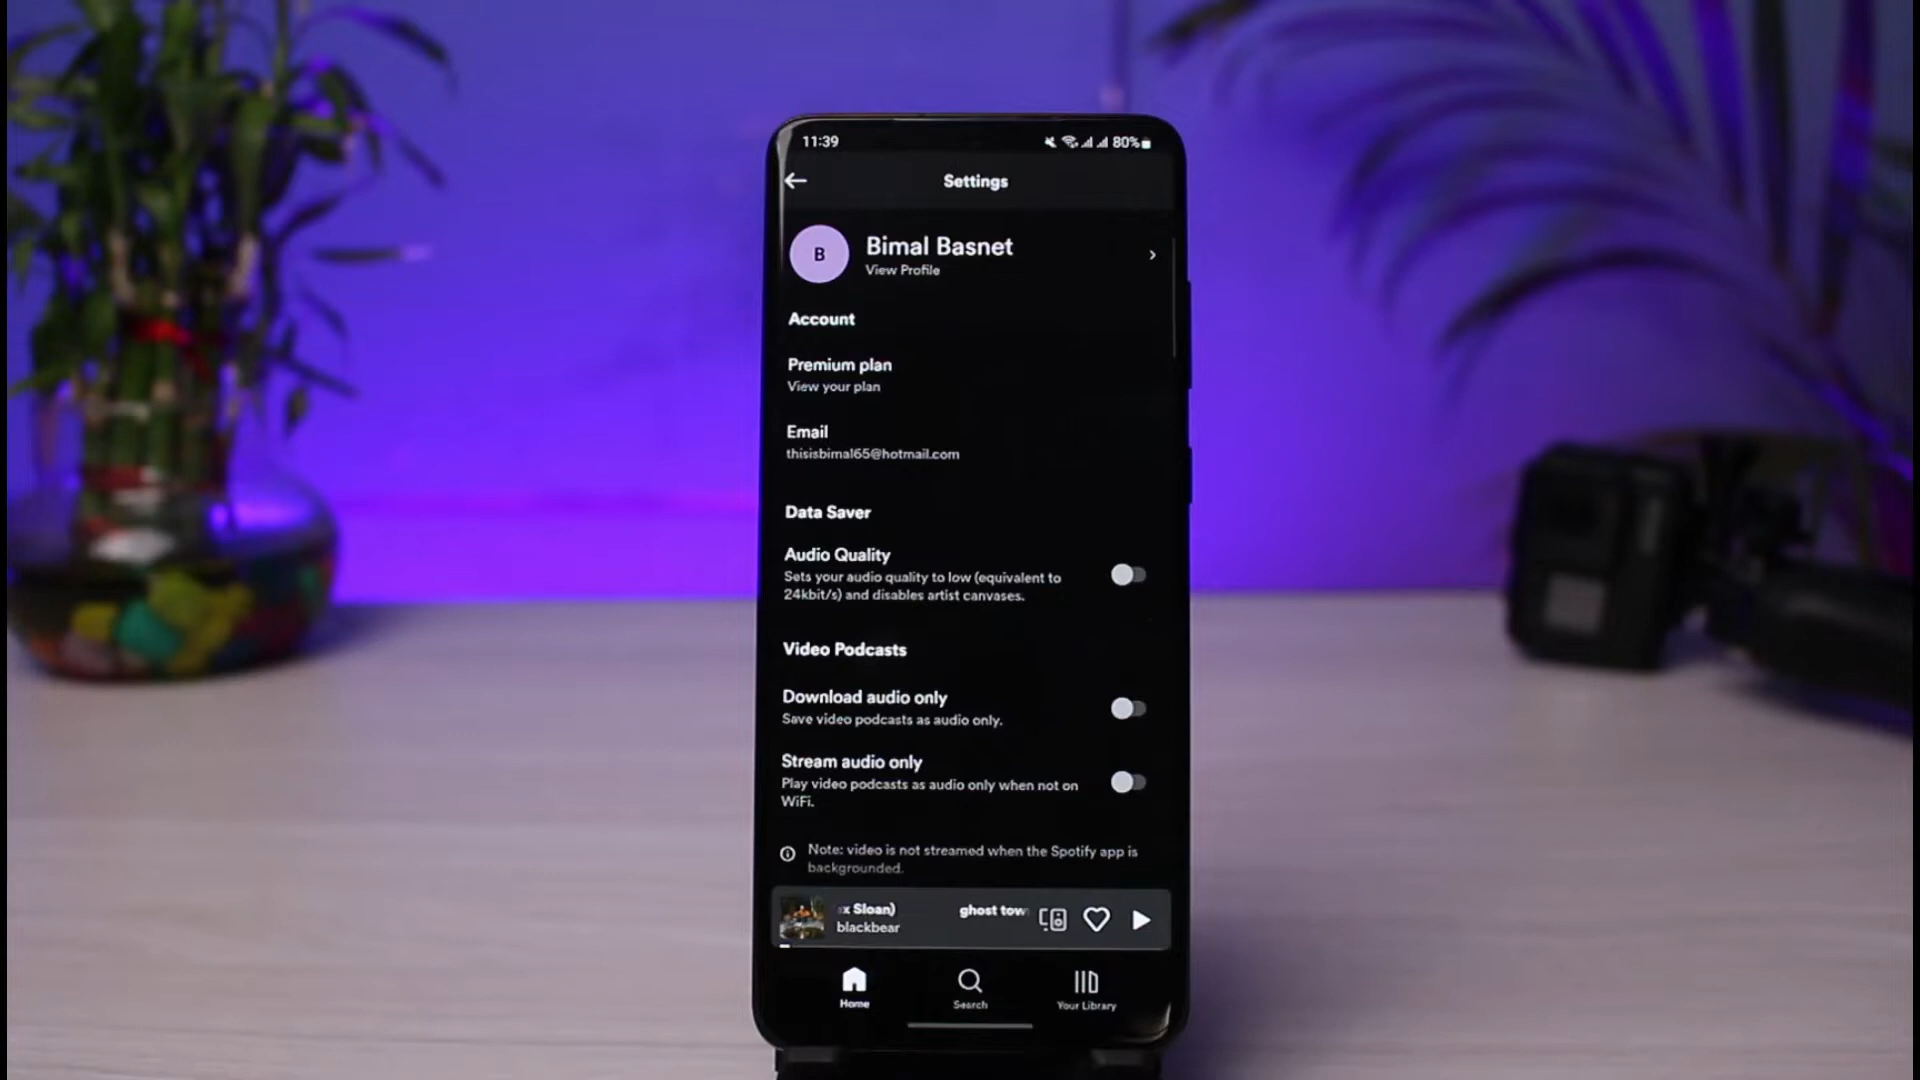 11:39
80%
Settings
B
Bimal Basnet
View Profile
Account
Premium plan
View your plan
Email
thisisbimal65@hotmail.com
Data Saver
Audio Quality
Sets your audio quality to low (equivalent to
24kbit/s) and disables artist canvases.
Video Podcasts
Download audio only
Save video podcasts as audio only.
Stream audio only
Play video podcasts as audio only when not on
WiFi.
Note: video is not streamed when the Spotify app is
backgrounded.
x Sloan) ghost tow
blackbear
Home
Search
Your Library